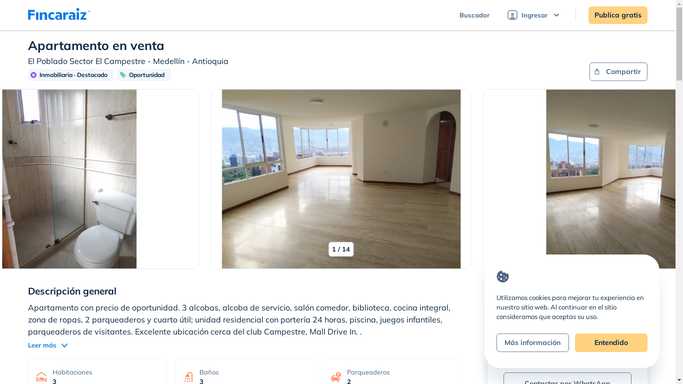 Fincaraiz
Buscador
Ingresar
Publica gratis
Apartamento en venta
El Poblado Sector El Campestre - Medellín - Antioquia
Inmobiliaria - Destacado
Oportunidad
Compartir
1 / 14
Descripción general
Apartamento con precio de oportunidad. 3 alcobas, alcoba de servicio, salón comedor, biblioteca, cocina integral,
zona de ropas, 2 parqueaderos y cuarto útil; unidad residencial con portería 24 horas, piscina, juegos infantiles,
parqueaderos de visitantes. Excelente ubicación cerca del club Campestre, Mall Drive In, .
Leer más
Habitaciones
3
Baños
3
Parqueaderos
2
Utilizamos cookies para mejorar tu experiencia en
nuestro sitio web. Al continuar en el sitio
consideramos que aceptas su uso.
Más información
Entendido
Contactar por WhatsApp